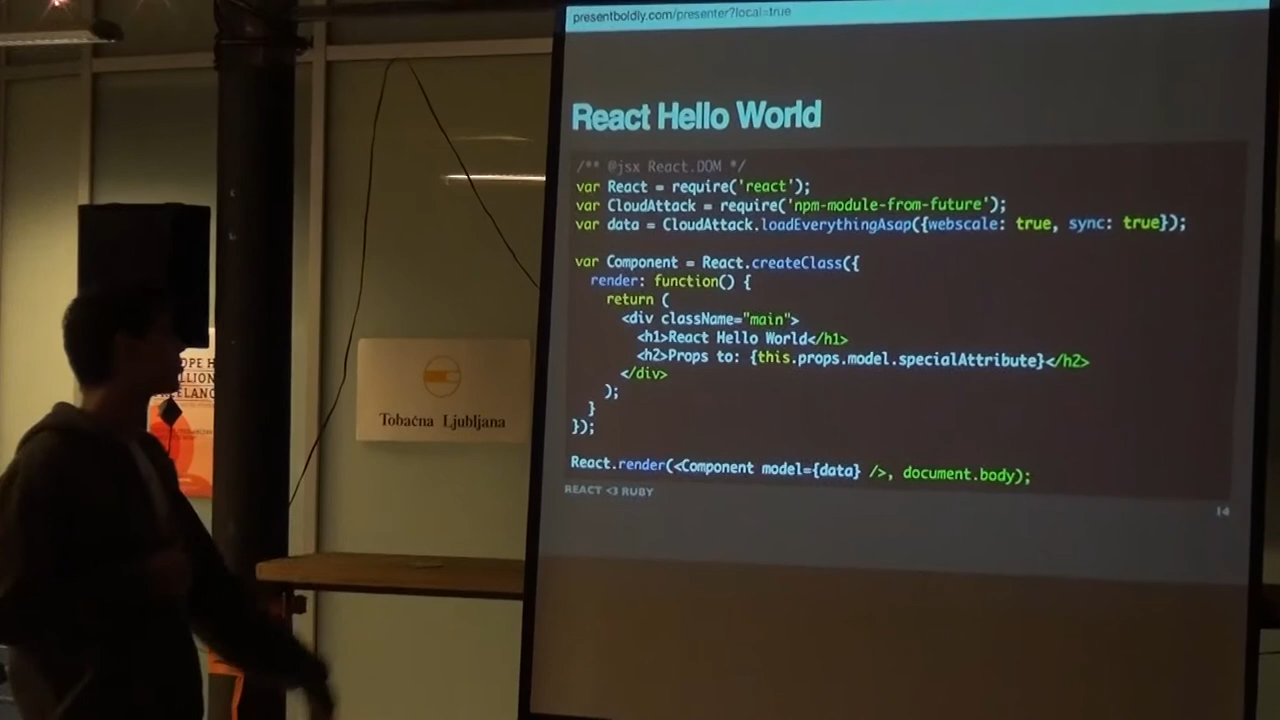 presentboldly.com/presenter?local=true
React Hello World
/** @jsx React.DOM */
var React = require('react');
var CloudAttack = require('npm-module-from-future');
var data = CloudAttack.loadEverythingAsap({webscale: true, sync: true});
var Component = React.createClass({
render: function() {
return (
<div className="main">
<h1>React Hello World</h1>
<h2>Props to: {this.props.model.specialAttribute}</h2>
</div>
);
}
});
React.render(<Component model={data} />, document.body);
REACT <3 RUBY
14
Tobačna Ljubljana